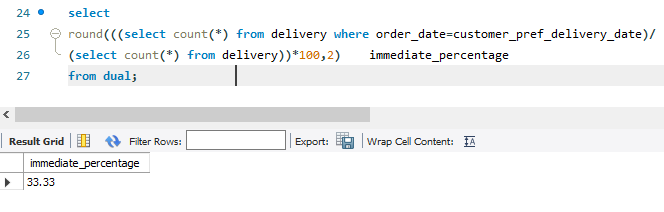 24 select
25 round(((select count(*) from delivery where order_date=customer_pref_delivery_date)/
26 (select count(*) from delivery))*100,2) immediate_percentage
27 from dual;
Result Grid Filter Rows: Export: Wrap Cell Content: IA
immediate_percentage
33.33